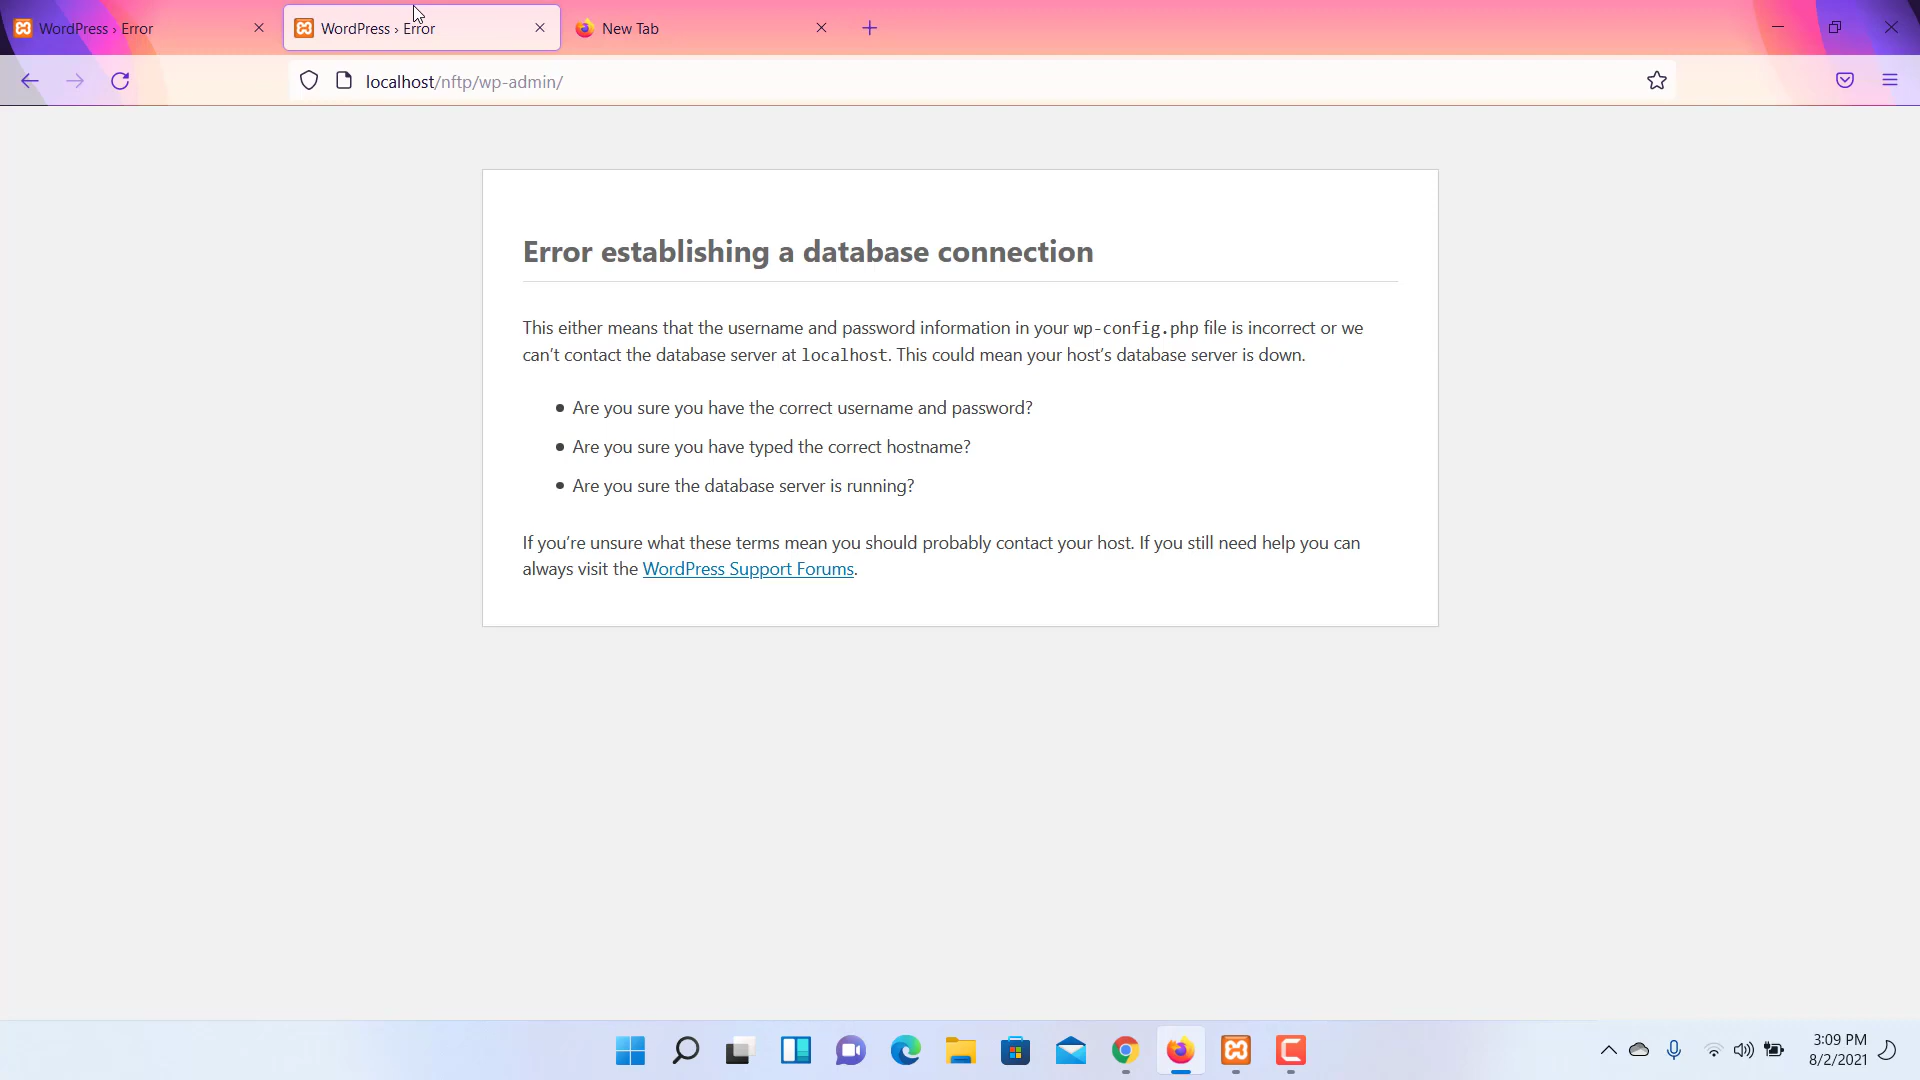 WordPress › Error
WordPress › Error
New Tab
localhost/nftp/wp-admin/
Error establishing a database connection
This either means that the username and password information in your wp-config.php file is incorrect or we
can’t contact the database server at localhost. This could mean your host’s database server is down.
Are you sure you have the correct username and password?
Are you sure you have typed the correct hostname?
Are you sure the database server is running?
If you’re unsure what these terms mean you should probably contact your host. If you still need help you can
always visit the WordPress Support Forums.
3:09 PM
8/2/2021